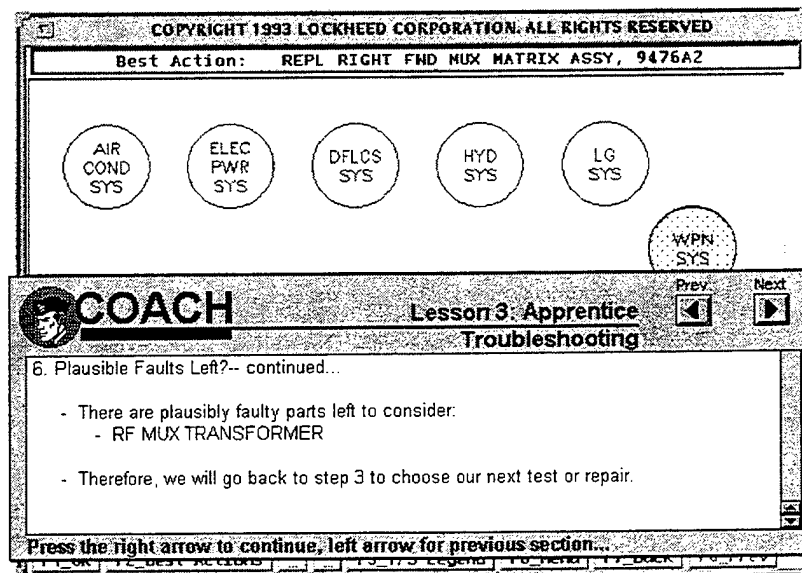 COPYRIGHT 1993 LOCKHEED CORPORATION. ALL RIGHTS RESERVED
Best Action: REPL RIGHT FWD MUX MATRIX ASSY, 9476A2
AIR COND SYS
ELEC PWR SYS
DFLCS SYS
HYD SYS
LG SYS
WPN SYS
COACH
Lesson 3: Apprentice
Troubleshooting
Prev
Next
6. Plausible Faults Left?-- continued...
- There are plausibly faulty parts left to consider:
- RF MUX TRANSFORMER
- Therefore, we will go back to step 3 to choose our next test or repair.
Press the right arrow to continue, left arrow for previous section...